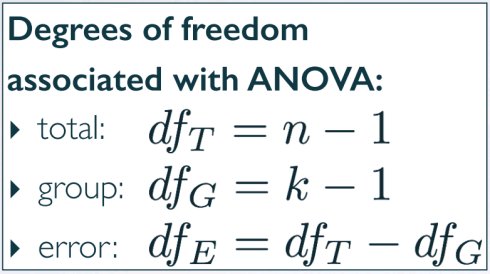 Degrees of freedom
associated with ANOVA:
‣ total: df_T = n − 1
‣ group: df_G = k − 1
‣ error: df_E = df_T − df_G